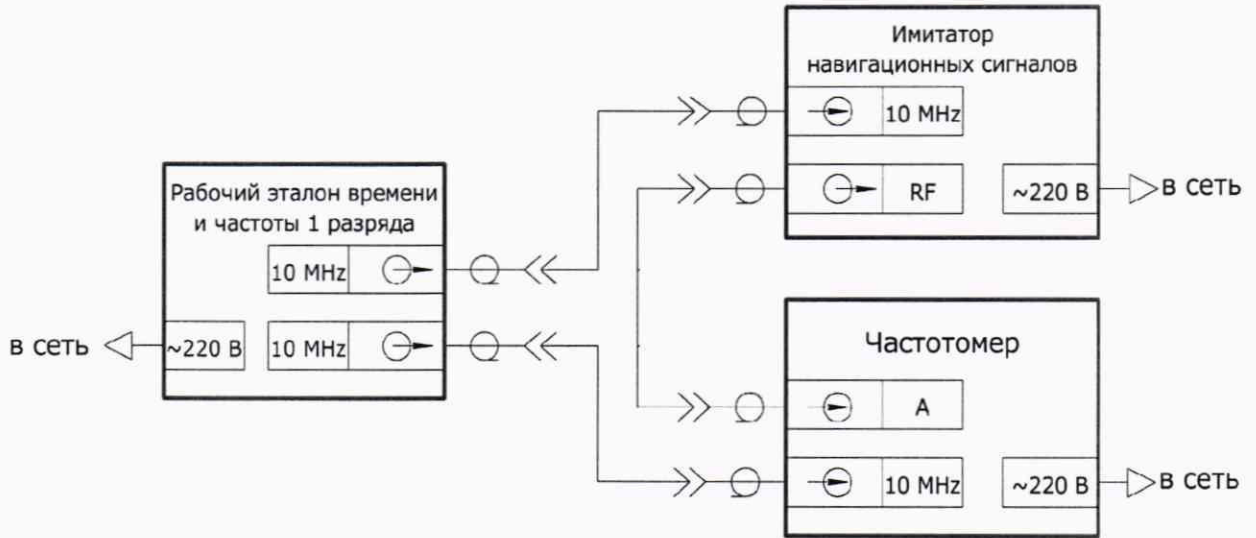 Имитатор
навигационных сигналов
10 MHz
RF
~220 В
в сеть
Рабочий эталон времени
и частоты 1 разряда
10 MHz
в сеть
~220 В
10 MHz
Частотомер
A
10 MHz
~220 В
в сеть